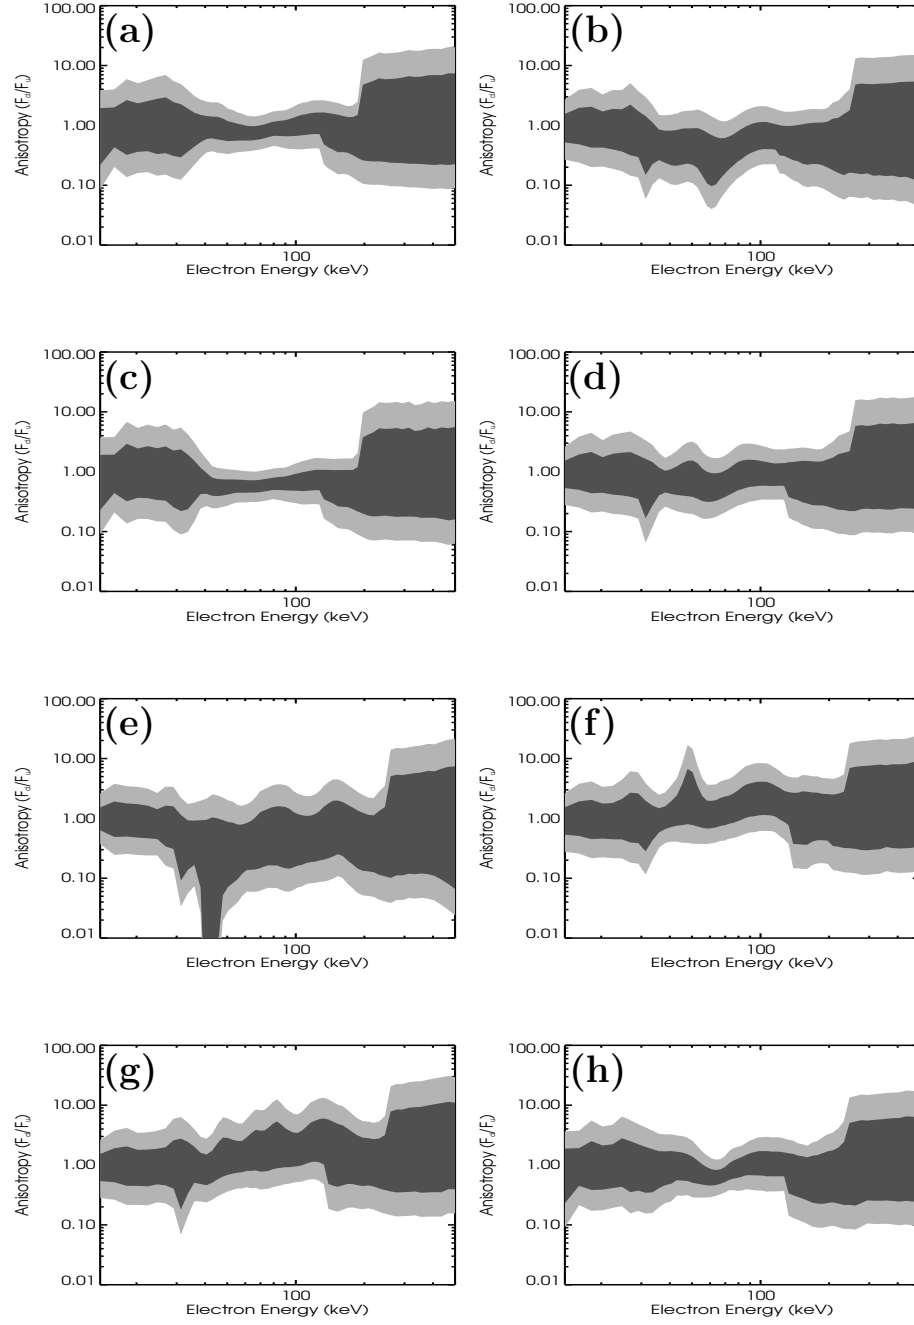 (a)
100.00
10.00
1.00
0.10
0.01
Anisotropy (F_d/F_u)
100
Electron Energy (keV)
(b)
100.00
10.00
1.00
0.10
0.01
Anisotropy (F_d/F_u)
100
Electron Energy (keV)
(c)
100.00
10.00
1.00
0.10
0.01
Anisotropy (F_d/F_u)
100
Electron Energy (keV)
(d)
100.00
10.00
1.00
0.10
0.01
Anisotropy (F_d/F_u)
100
Electron Energy (keV)
(e)
100.00
10.00
1.00
0.10
0.01
Anisotropy (F_d/F_u)
100
Electron Energy (keV)
(f)
100.00
10.00
1.00
0.10
0.01
Anisotropy (F_d/F_u)
100
Electron Energy (keV)
(g)
100.00
10.00
1.00
0.10
0.01
Anisotropy (F_d/F_u)
100
Electron Energy (keV)
(h)
100.00
10.00
1.00
0.10
0.01
Anisotropy (F_d/F_u)
100
Electron Energy (keV)